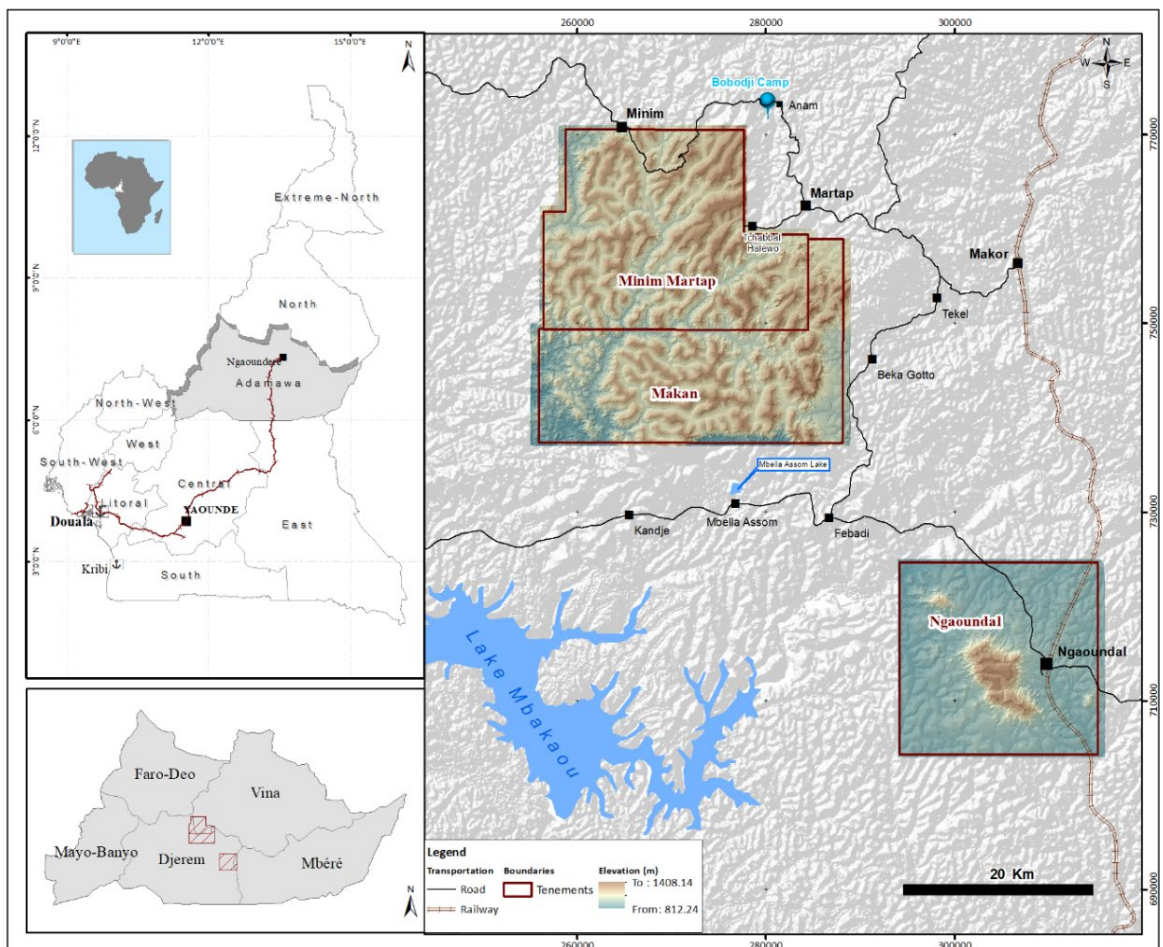 9°0'0"E
12°0'0"E
15°0'0"E
N
12°0'0"N
9°0'0"N
6°0'0"N
3°0'0"N
Extreme-North
North
Ngaoundere
Adamawa
North-West
West
South-West
Central
Litoral
YAOUNDE
Douala
East
Kribi
South
N
Faro-Deo
Vina
Mayo-Banyo
Djerem
Mbéré
260000
280000
300000
N
W
E
S
770000
750000
730000
710000
690000
Bobodji Camp
Anam
Minim
Martap
Tchabbal
Halewo
Makor
Minim Martap
Tekel
Beka Gotto
Makan
Mbella Assom Lake
Kandje
Mbella Assom
Febadi
Ngaoundal
Ngaoundal
Lake Mbakaou
Legend
Transportation
Road
Railway
Boundaries
Tenements
Elevation (m)
To : 1408.14
From : 812.24
20 Km
260000
280000
300000